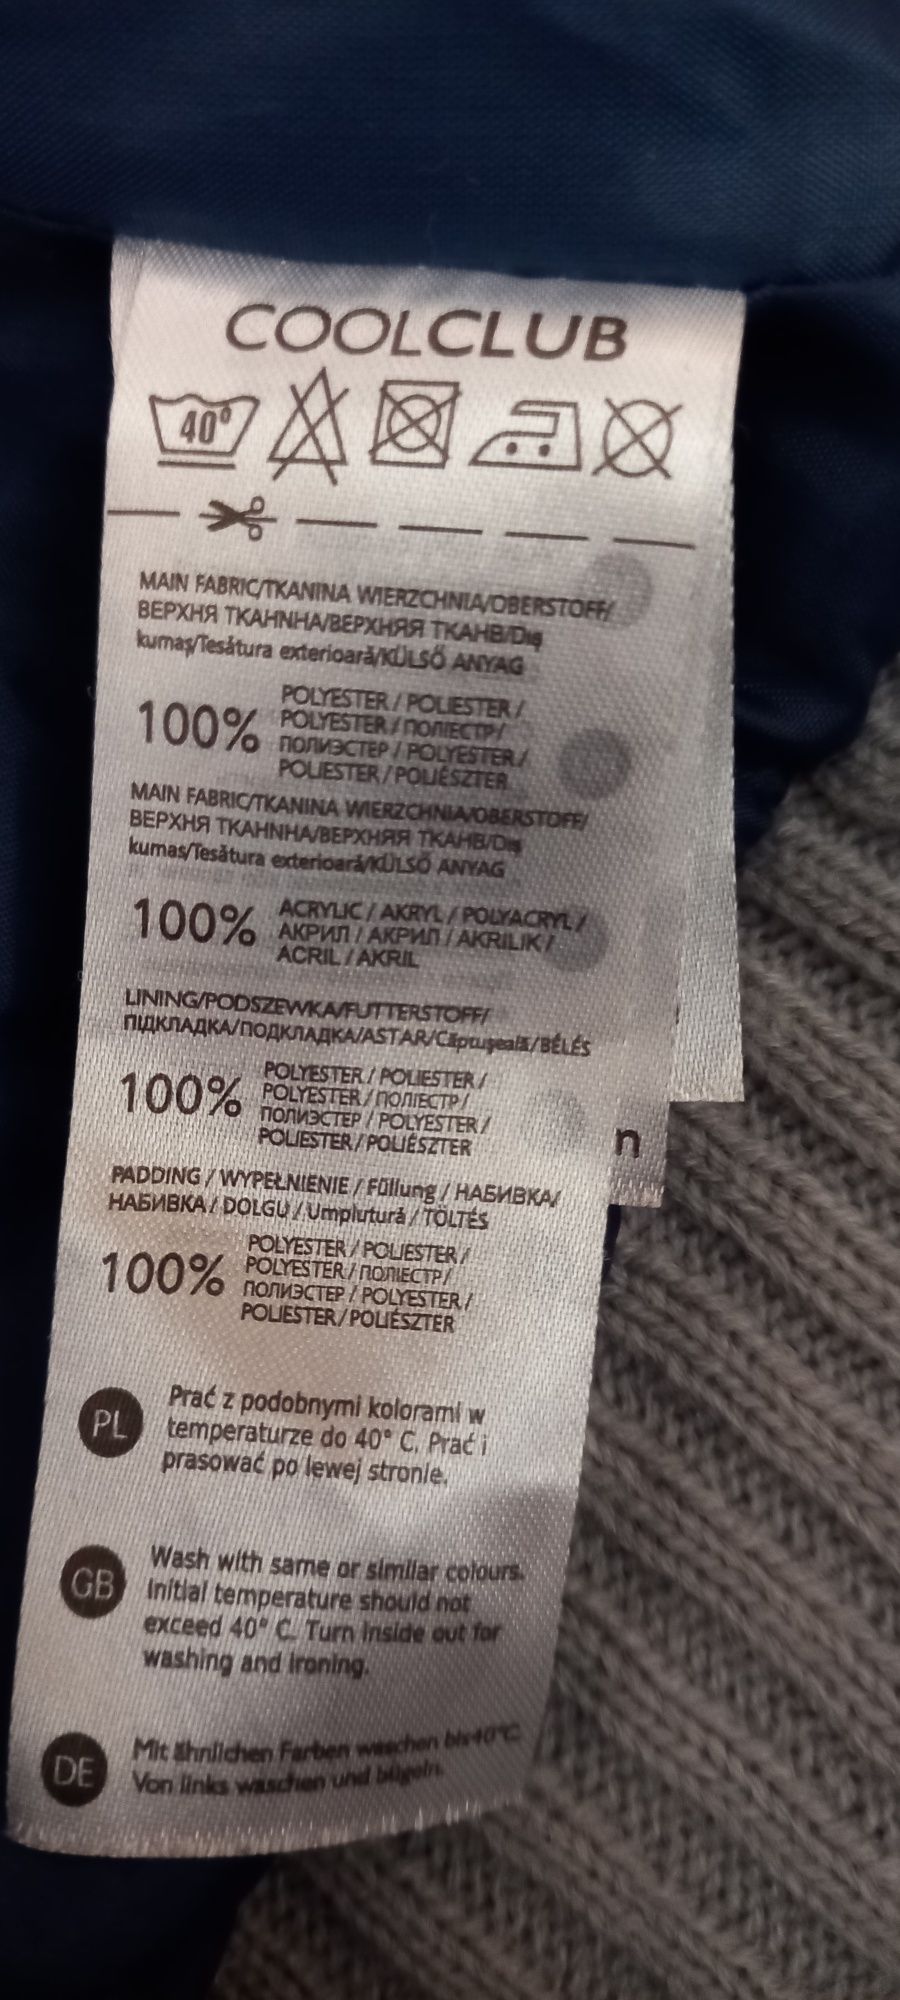 COOLCLUB
40°
MAIN FABRIC/TKANINA WIERZCHNIA/OBERSTOFF/
ВЕРХНЯ ТКАНННА/ВЕРХНЯЯ ТКАНВ/Dış
kumaş/Tesătura exterioară/KÜLSŐ ANYAG
100%
POLYESTER / POLIESTER /
POLYESTER / ПОЛІЕСТР/
ПОЛИЭСТЕР / POLYESTER /
POLIESTER / POLIÉSZTER
MAIN FABRIC/TKANINA WIERZCHNIA/OBERSTOFF/
ВЕРХНЯ ТКАНННА/ВЕРХНЯЯ ТКАНВ/Dış
kumaş/Tesătura exterioară/KÜLSŐ ANYAG
100%
ACRYLIC / AKRYL / POLYACRYL /
АКРИЛ / АКРИЛ / AKRILIK /
ACRIL / AKRIL
LINING/PODSZEWKA/FUTTERSTOFF/
ПІДКЛАДКА/ПОДКЛАДКА/ASTAR/Căptuşeală/BÉLÉS
100%
POLYESTER / POLIESTER /
POLYESTER / ПОЛІЕСТР/
ПОЛИЭСТЕР / POLYESTER /
POLIESTER / POLIÉSZTER
n
PADDING / WYPEŁNIENIE / Füllung / НАБИВКА/
НАБИВКА / DOLGU / Umplutură / TÖLTÉS
100%
POLYESTER / POLIESTER /
POLYESTER / ПОЛІЕСТР/
ПОЛИЭСТЕР / POLYESTER /
POLIESTER / POLIÉSZTER
PL
Prać z podobnymi kolorami w
temperaturze do 40° C. Prać i
prasować po lewej stronie.
GB
Wash with same or similar colours.
Initial temperature should not
exceed 40° C. Turn inside out for
washing and ironing.
DE
Mit ähnlichen Farben waschen bis 40°C.
Von links waschen und bügeln.